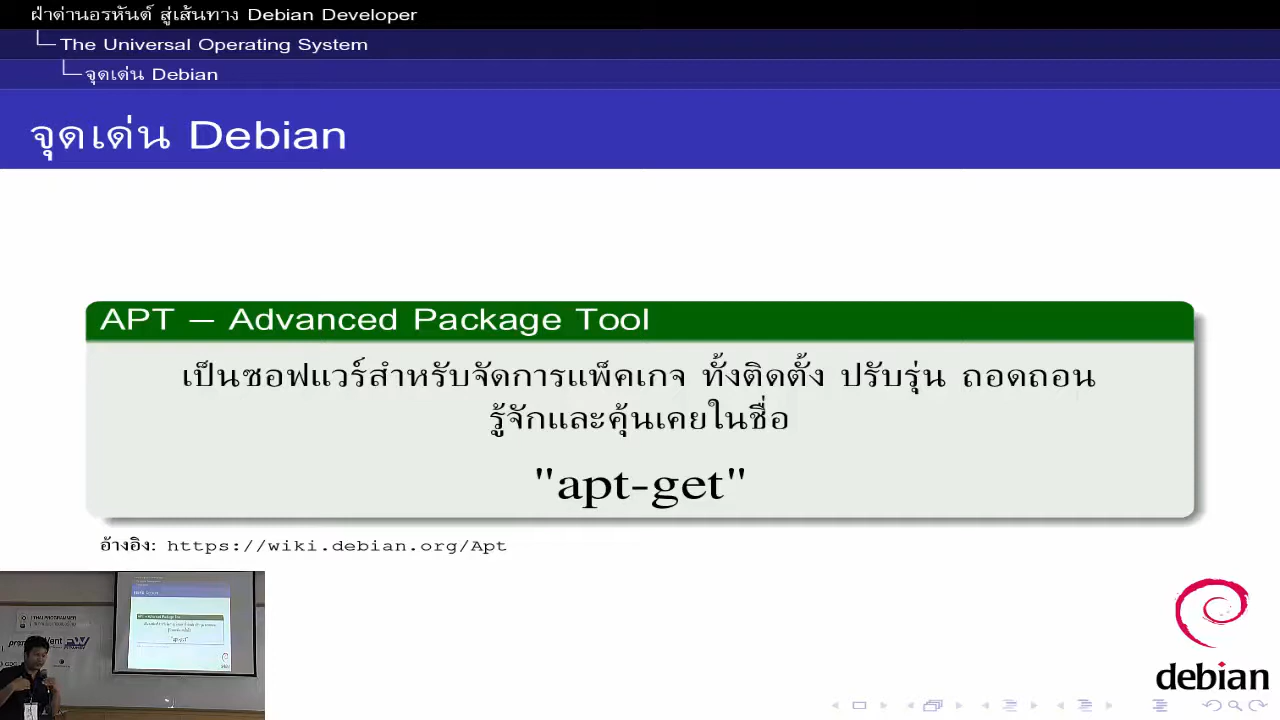 ฝ่าด่านอรหันต์ สู่เส้นทาง Debian Developer
The Universal Operating System
จุดเด่น Debian
จุดเด่น Debian
APT – Advanced Package Tool
เป็นซอฟแวร์สำหรับจัดการแพ็คเกจ ทั้งติดตั้ง ปรับรุ่น ถอดถอน
รู้จักและคุ้นเคยในชื่อ
"apt-get"
อ้างอิง: https://wiki.debian.org/Apt
debian